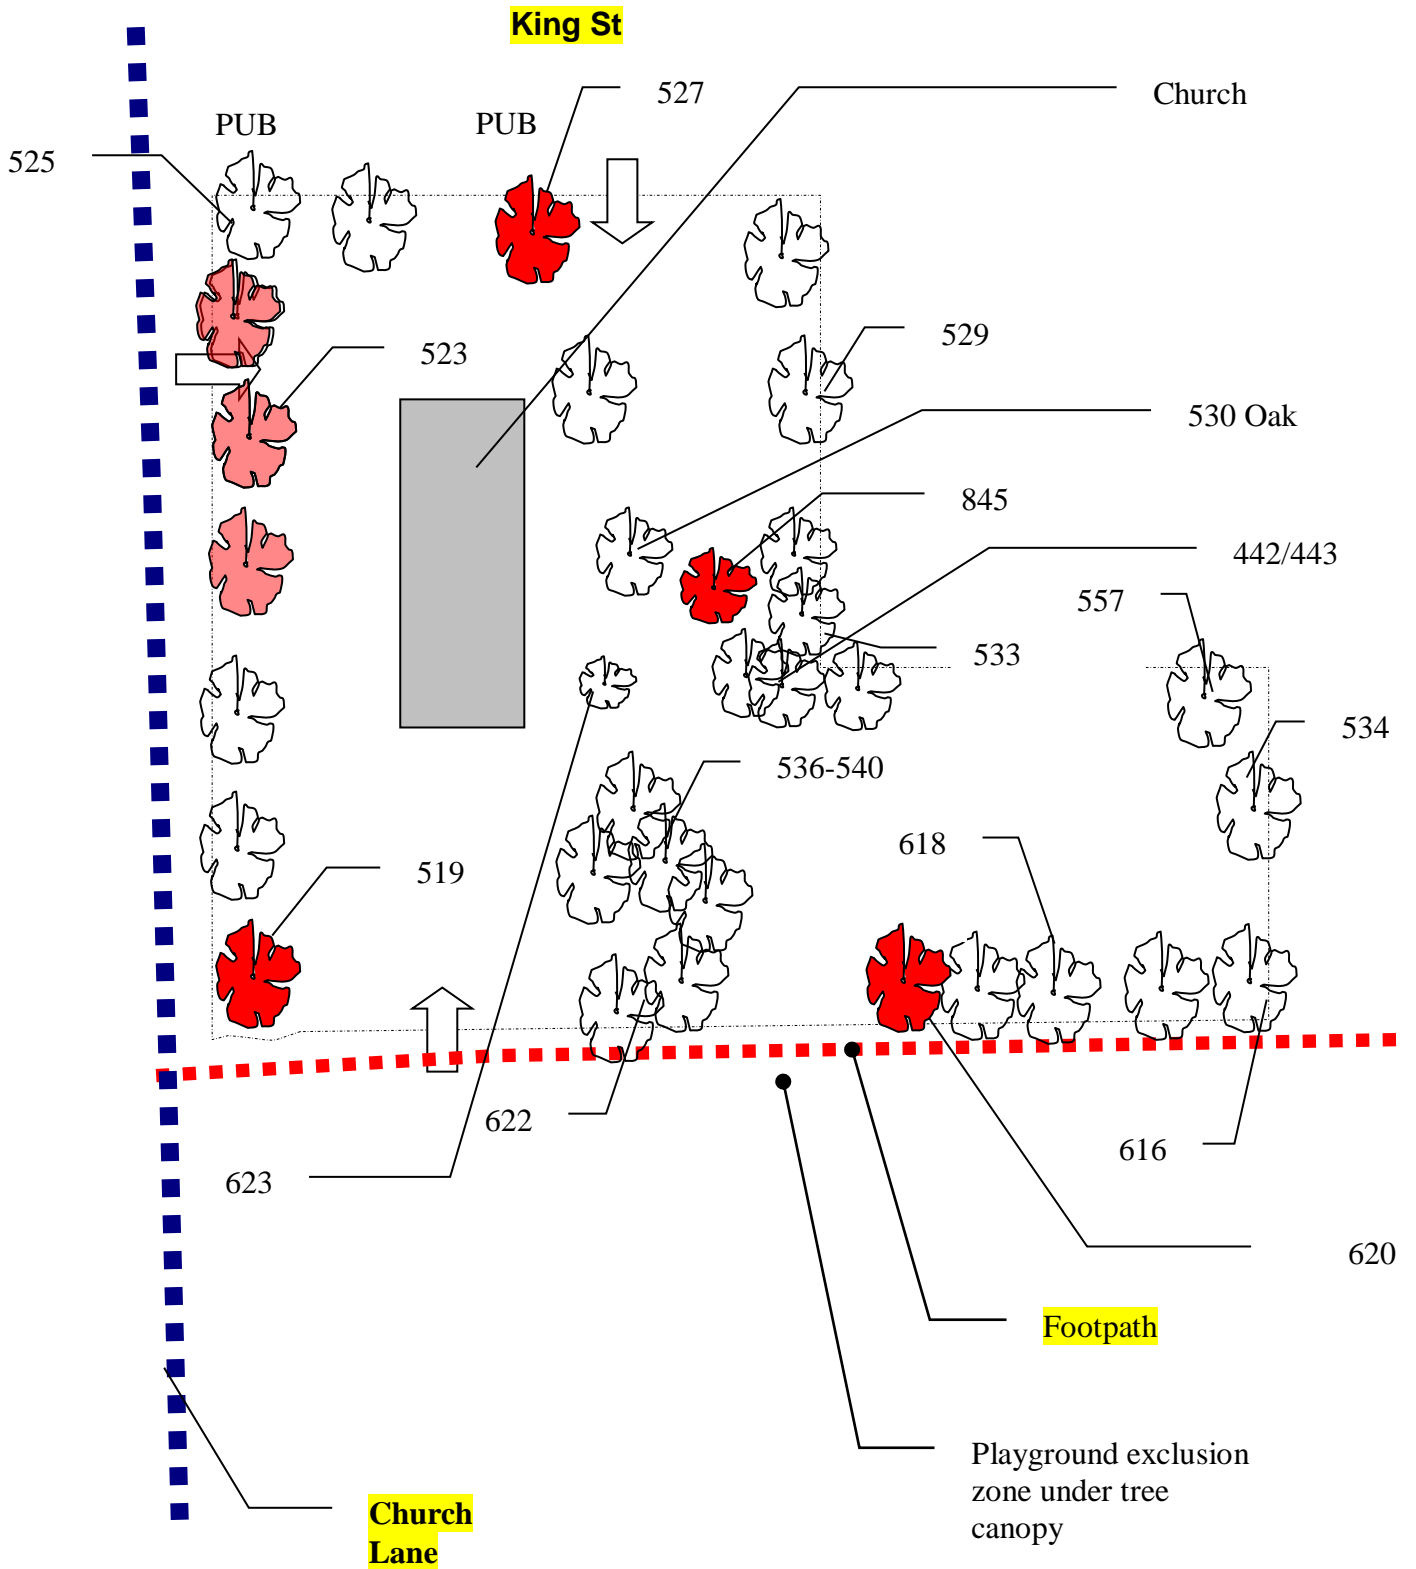 King St
527
Church
PUB
PUB
525
529
523
530 Oak
845
442/443
557
533
534
536-540
618
519
622
616
623
620
Footpath
Playground exclusion
zone under tree
canopy
Church
Lane